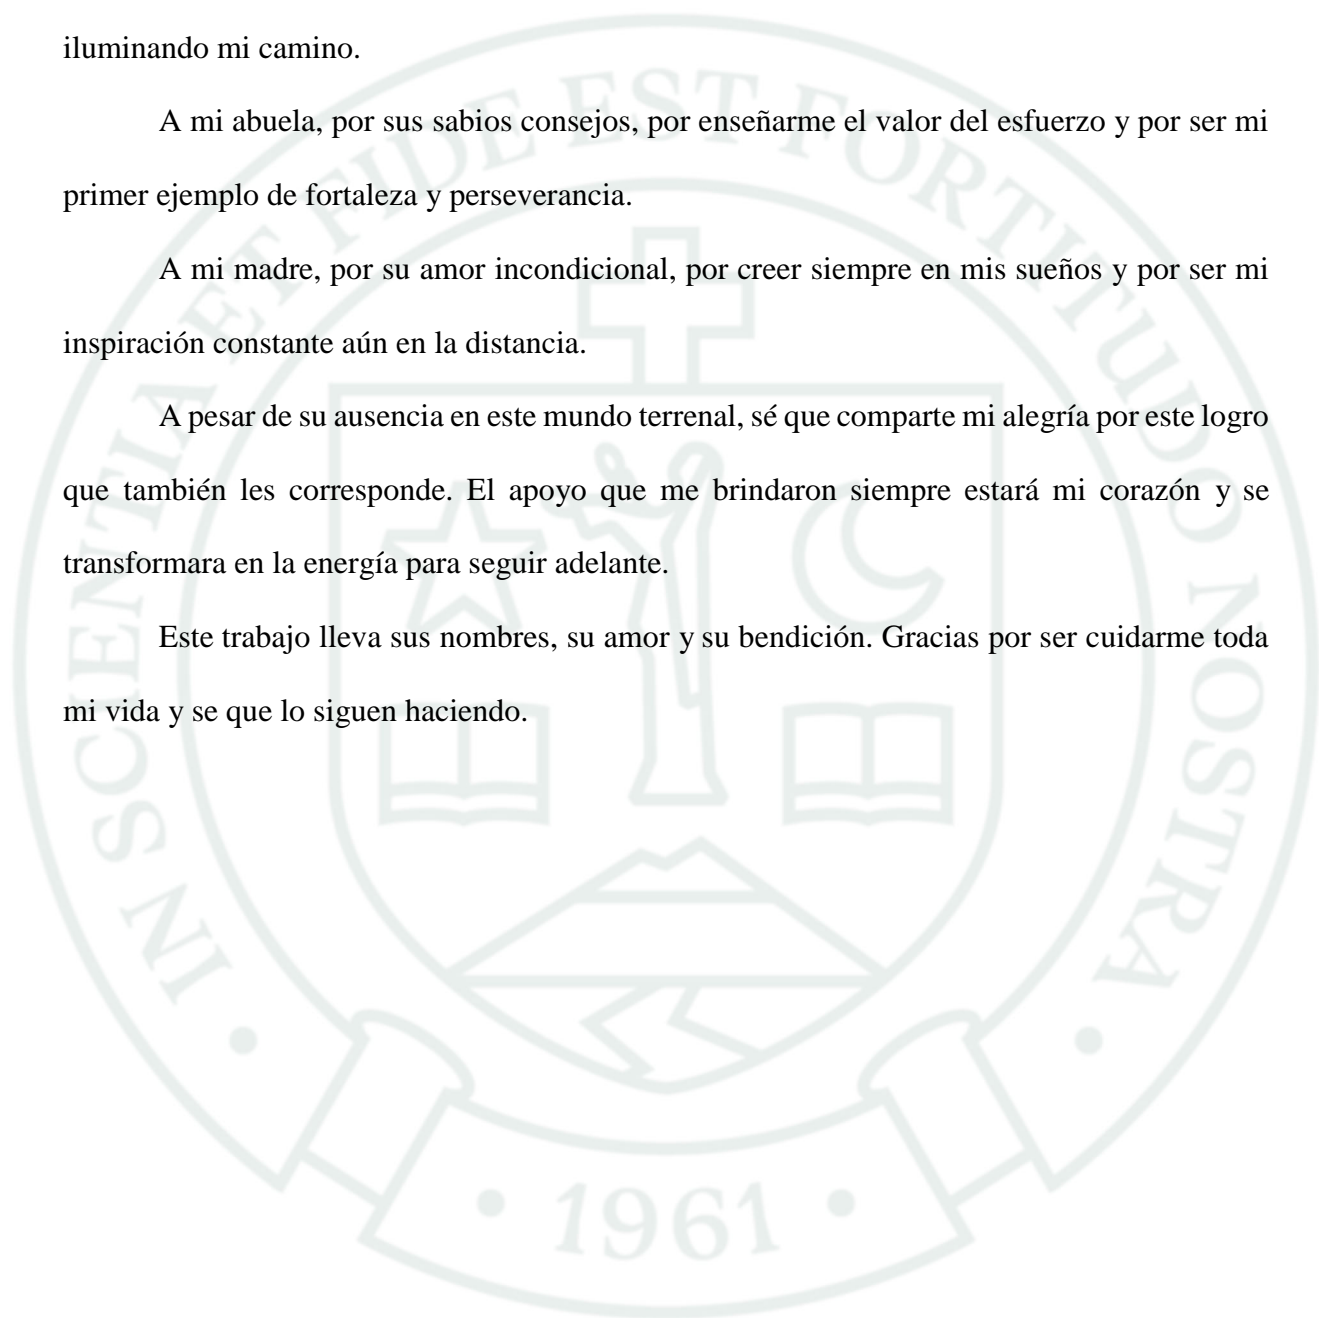 iluminando mi camino.
A mi abuela, por sus sabios consejos, por enseñarme el valor del esfuerzo y por ser mi
primer ejemplo de fortaleza y perseverancia.
A mi madre, por su amor incondicional, por creer siempre en mis sueños y por ser mi
inspiración constante aún en la distancia.
A pesar de su ausencia en este mundo terrenal, sé que comparte mi alegría por este logro
que también les corresponde. El apoyo que me brindaron siempre estará mi corazón y se
transformara en la energía para seguir adelante.
Este trabajo lleva sus nombres, su amor y su bendición. Gracias por ser cuidarme toda
mi vida y se que lo siguen haciendo.
IN SCIENTIA ET FIDE EST FORTITUDO NOSTRA
• 1961 •